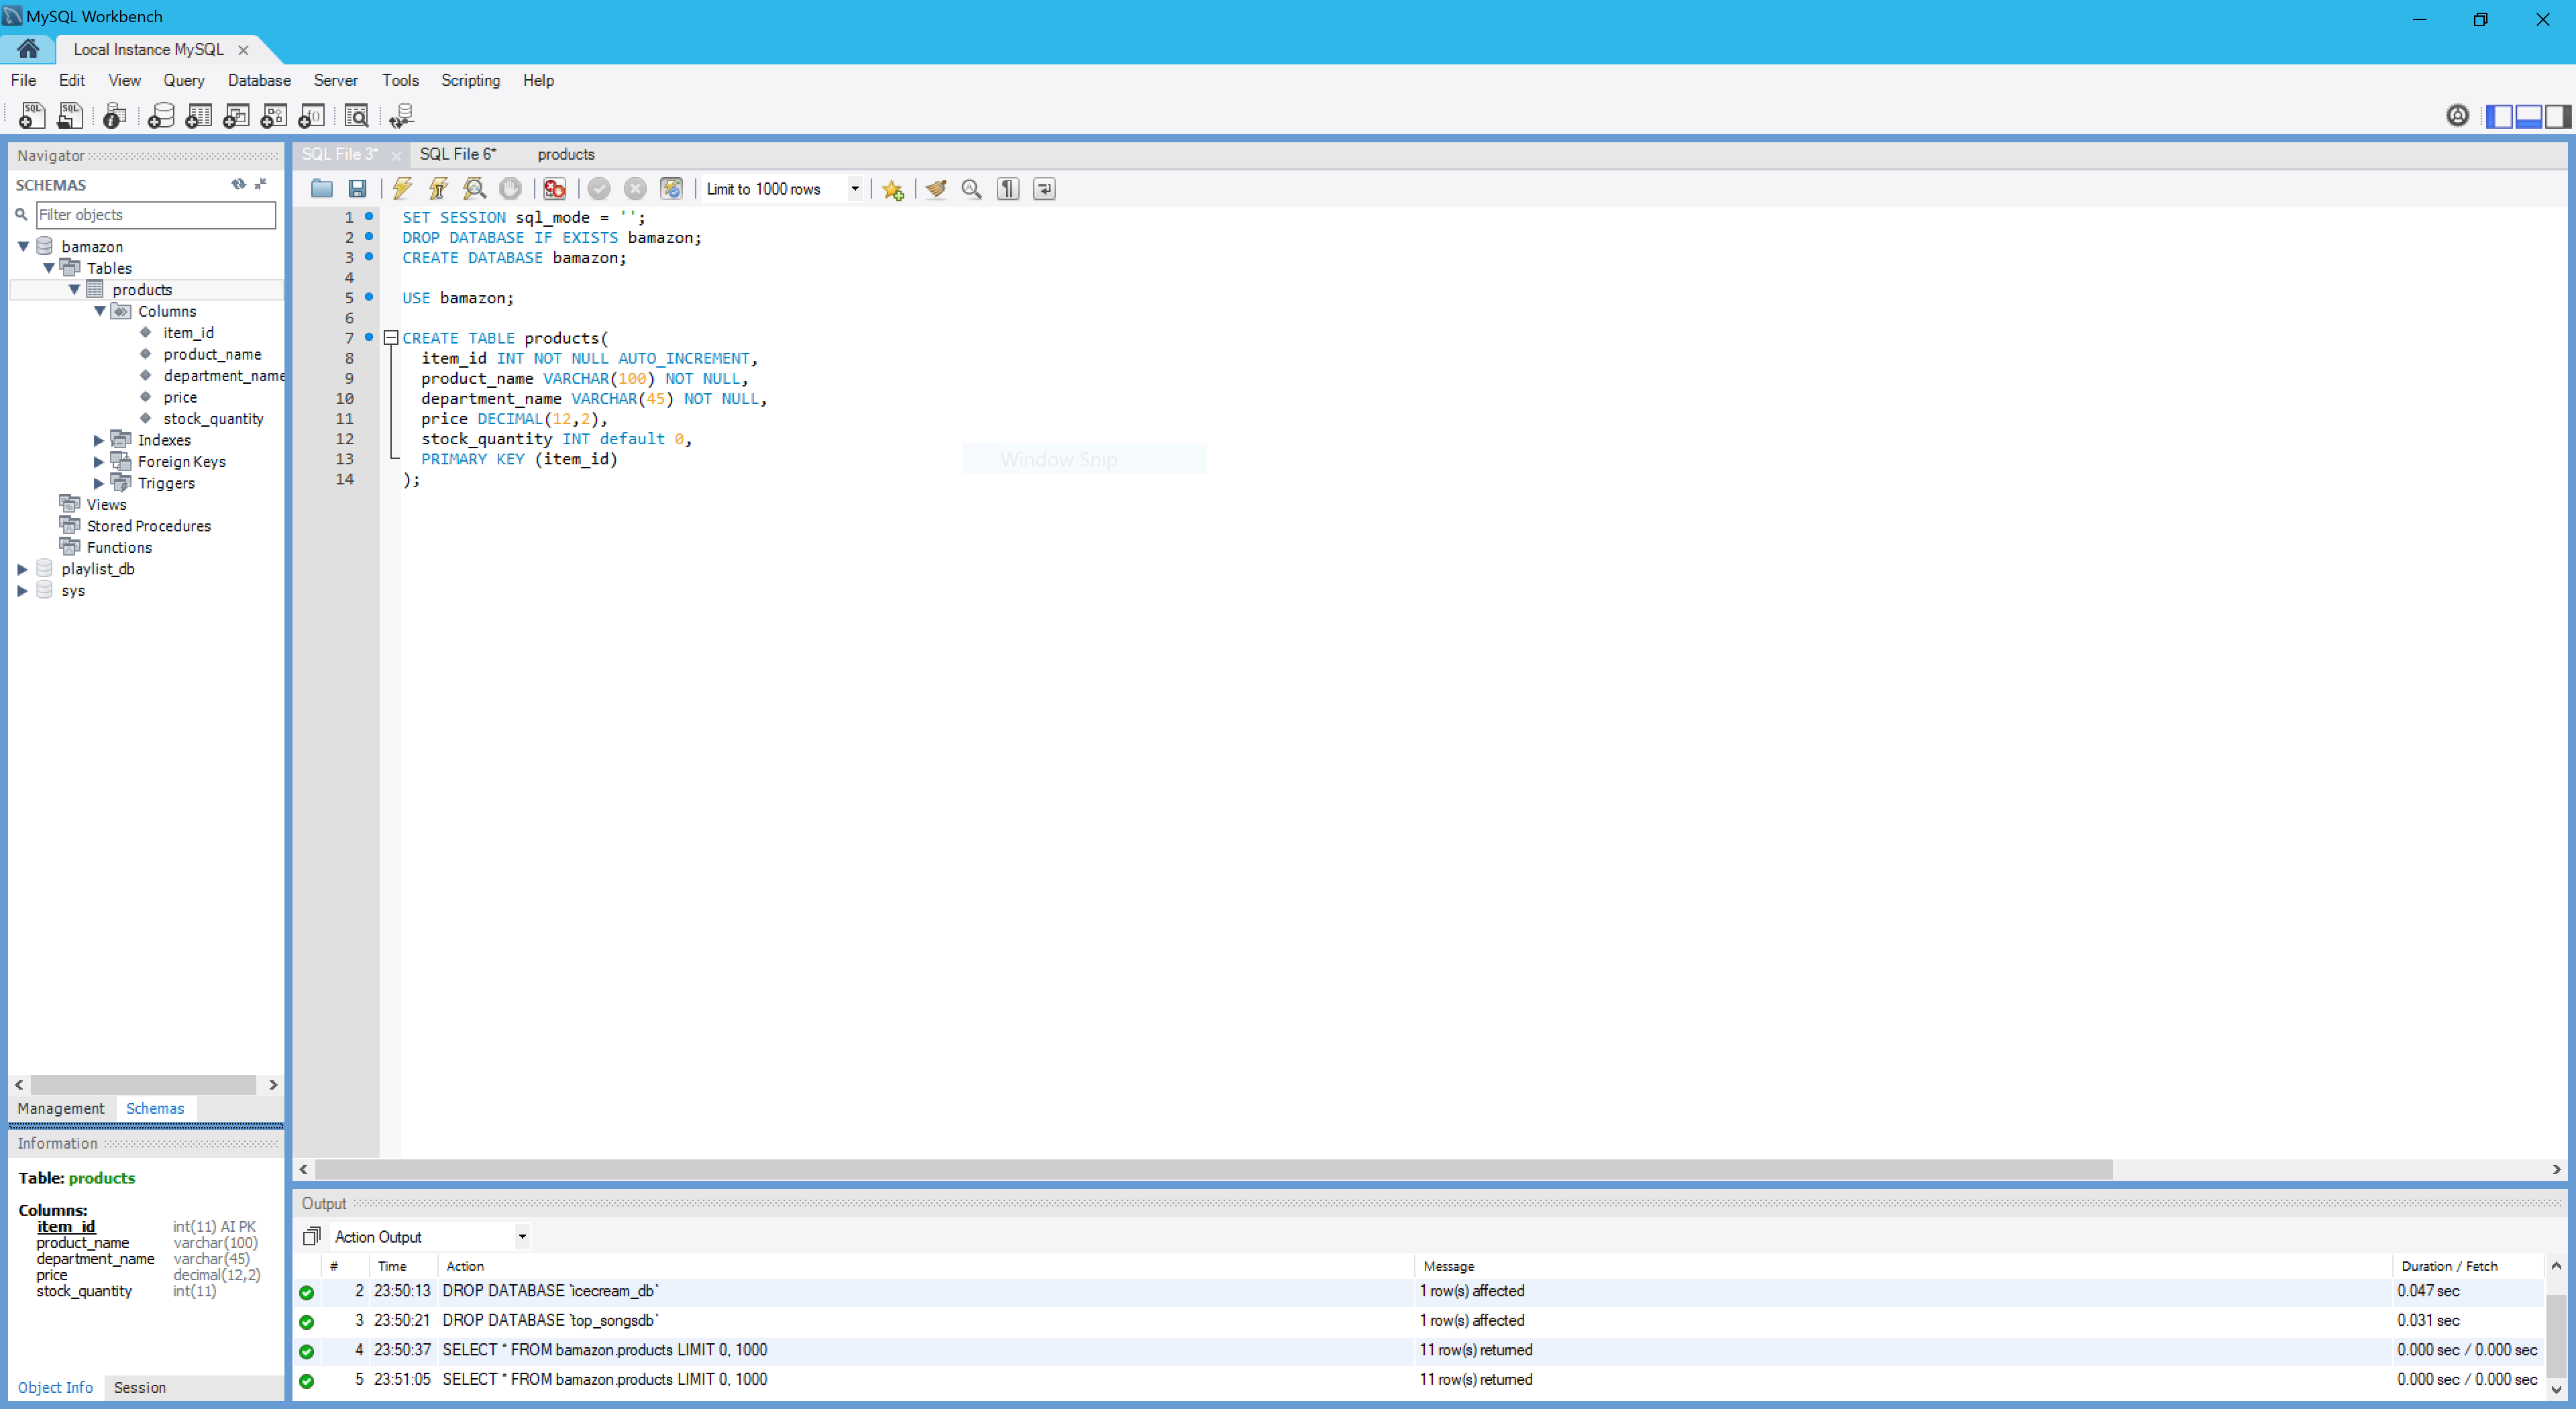 MySQL Workbench
Local Instance MySQL
File Edit View Query Database Server Tools Scripting Help
Navigator
SCHEMAS
Filter objects
bamazon
Tables
products
Columns
item_id
product_name
department_name
price
stock_quantity
Indexes
Foreign Keys
Triggers
Views
Stored Procedures
Functions
playlist_db
sys
Management Schemas
Information
Table: products
Columns:
item_id int(11) AI PK
product_name varchar(100)
department_name varchar(45)
price decimal(12,2)
stock_quantity int(11)
Object Info Session
SQL File 3* SQL File 6* products
Limit to 1000 rows
1 SET SESSION sql_mode = '';
2 DROP DATABASE IF EXISTS bamazon;
3 CREATE DATABASE bamazon;
4
5 USE bamazon;
6
7 CREATE TABLE products(
8 item_id INT NOT NULL AUTO_INCREMENT,
9 product_name VARCHAR(100) NOT NULL,
10 department_name VARCHAR(45) NOT NULL,
11 price DECIMAL(12,2),
12 stock_quantity INT default 0,
13 PRIMARY KEY (item_id)
14 );
Window Snip
Output
Action Output
# Time Action Message Duration / Fetch
2 23:50:13 DROP DATABASE `icecream_db` 1 row(s) affected 0.047 sec
3 23:50:21 DROP DATABASE `top_songsdb` 1 row(s) affected 0.031 sec
4 23:50:37 SELECT * FROM bamazon.products LIMIT 0, 1000 11 row(s) returned 0.000 sec / 0.000 sec
5 23:51:05 SELECT * FROM bamazon.products LIMIT 0, 1000 11 row(s) returned 0.000 sec / 0.000 sec